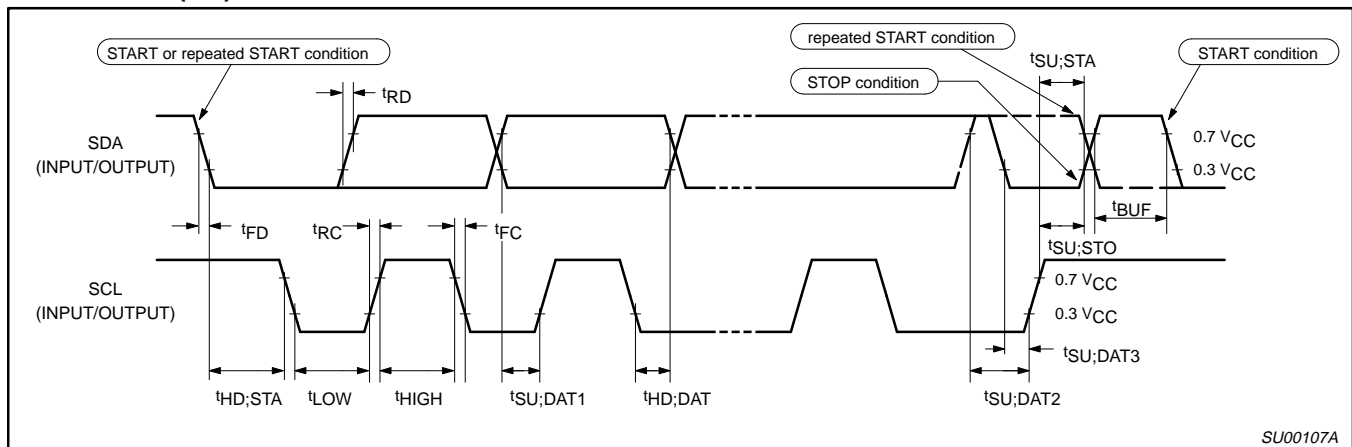 (  )
START or repeated START condition
repeated START condition
START condition
tSU;STA
STOP condition
tRD
SDA
(INPUT/OUTPUT)
0.7 VCC
0.3 VCC
tFD
tRC
tFC
tBUF
tSU;STO
SCL
(INPUT/OUTPUT)
0.7 VCC
0.3 VCC
tSU;DAT3
tHD;STA
tLOW
tHIGH
tSU;DAT1
tHD;DAT
tSU;DAT2
SU00107A